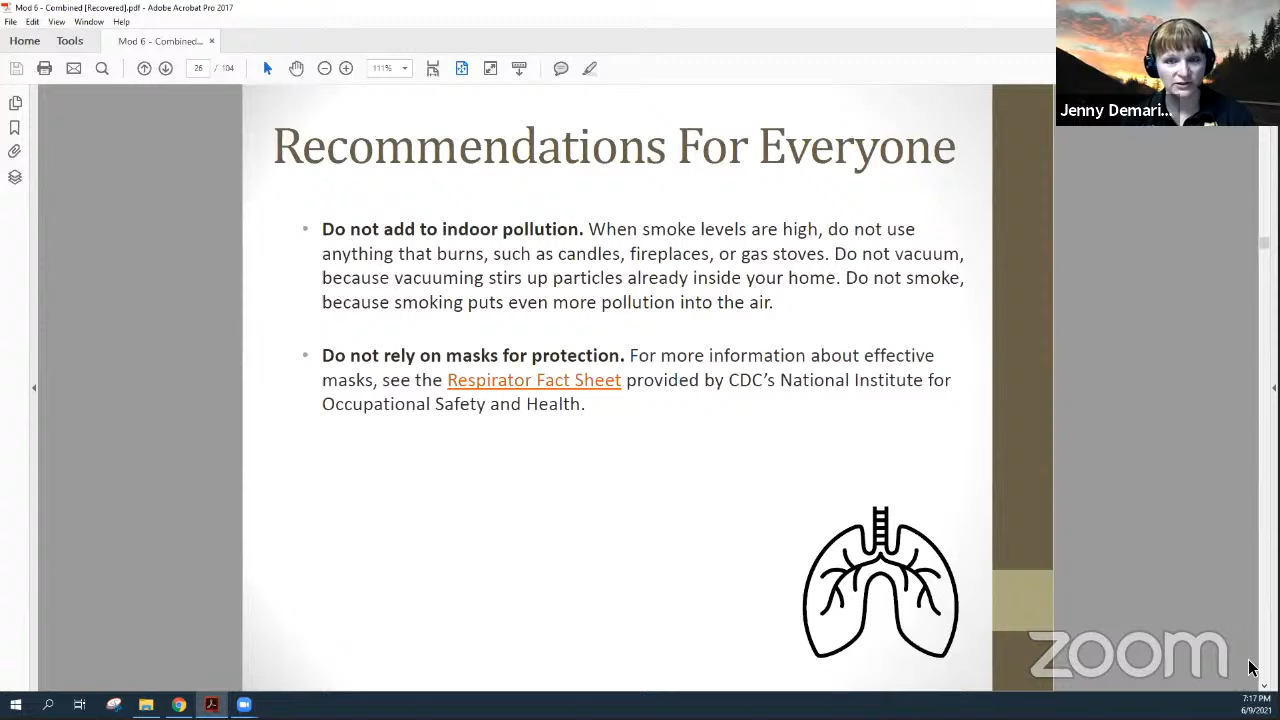 Mod 6 - Combined [Recovered].pdf - Adobe Acrobat Pro 2017
File Edit View Window Help
Home Tools Mod 6 - Combined... ×
26 / 104 111%
Jenny Demari...
Recommendations For Everyone
• Do not add to indoor pollution. When smoke levels are high, do not use
anything that burns, such as candles, fireplaces, or gas stoves. Do not vacuum,
because vacuuming stirs up particles already inside your home. Do not smoke,
because smoking puts even more pollution into the air.
• Do not rely on masks for protection. For more information about effective
masks, see the Respirator Fact Sheet provided by CDC’s National Institute for
Occupational Safety and Health.
zoom
7:17 PM
6/9/2021